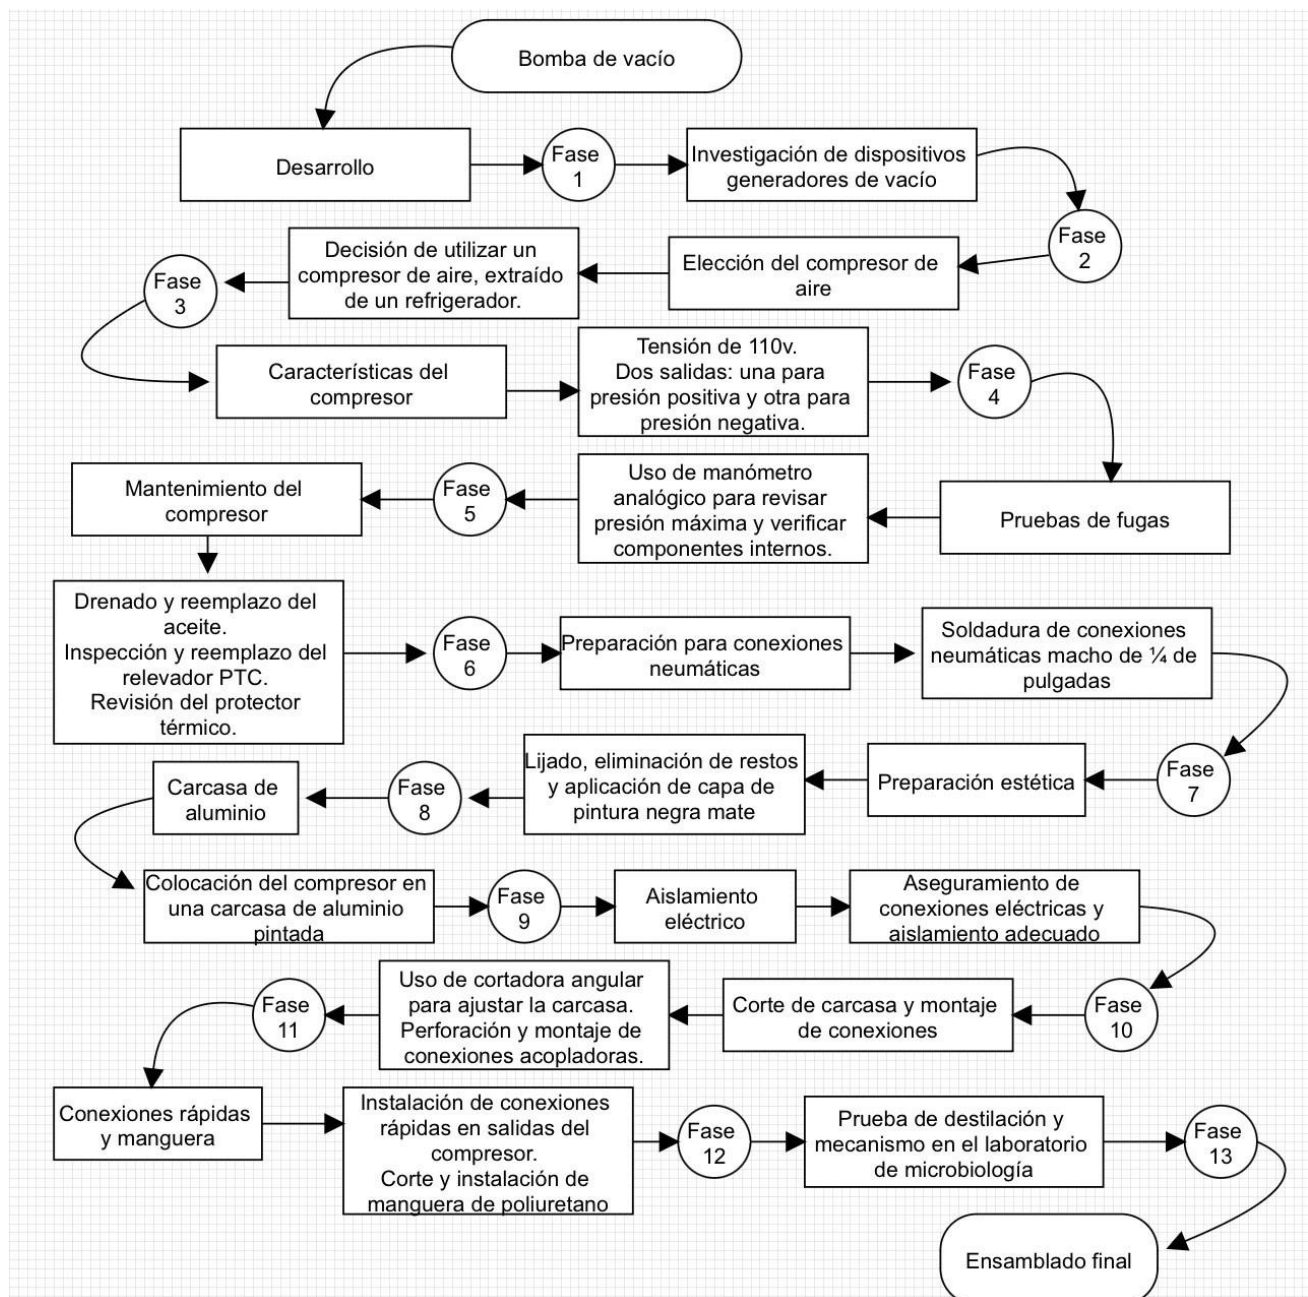 Bomba de vacío
Desarrollo
Fase
1
Investigación de dispositivos
generadores de vacío
Fase
2
Elección del compresor de
aire
Decisión de utilizar un
compresor de aire, extraído
de un refrigerador.
Fase
3
Características del
compresor
Tensión de 110v.
Dos salidas: una para
presión positiva y otra para
presión negativa.
Fase
4
Pruebas de fugas
Uso de manómetro
analógico para revisar
presión máxima y verificar
componentes internos.
Fase
5
Mantenimiento del
compresor
Drenado y reemplazo del
aceite.
Inspección y reemplazo del
relevador PTC.
Revisión del protector
térmico.
Fase
6
Preparación para conexiones
neumáticas
Soldadura de conexiones
neumáticas macho de ¼ de
pulgadas
Fase
7
Preparación estética
Lijado, eliminación de restos
y aplicación de capa de
pintura negra mate
Fase
8
Carcasa de
aluminio
Colocación del compresor en
una carcasa de aluminio
pintada
Fase
9
Aislamiento
eléctrico
Aseguramiento de
conexiones eléctricas y
aislamiento adecuado
Fase
10
Corte de carcasa y montaje
de conexiones
Uso de cortadora angular
para ajustar la carcasa.
Perforación y montaje de
conexiones acopladoras.
Fase
11
Conexiones rápidas
y manguera
Instalación de conexiones
rápidas en salidas del
compresor.
Corte y instalación de
manguera de poliuretano
Fase
12
Prueba de destilación y
mecanismo en el laboratorio
de microbiología
Fase
13
Ensamblado final